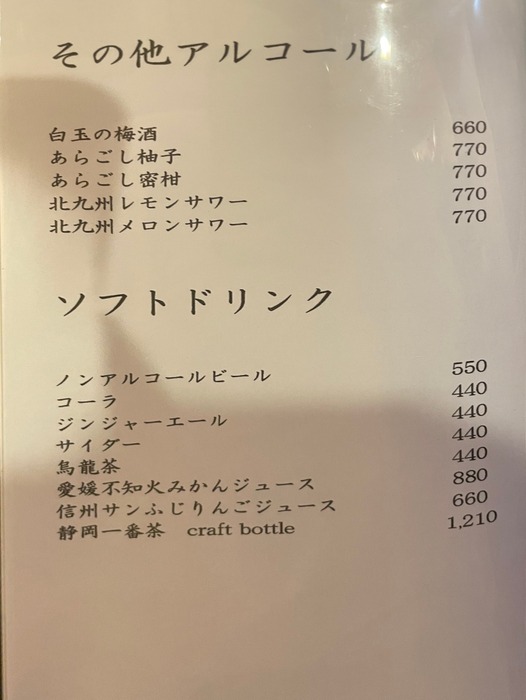 その他アルコール
白玉の梅酒 660
あらごし柚子 770
あらごし密柑 770
北九州レモンサワー 770
北九州メロンサワー 770
ソフトドリンク
ノンアルコールビール 550
コーラ 440
ジンジャーエール 440
サイダー 440
烏龍茶 440
愛媛不知火みかんジュース 880
信州サンふじりんごジュース 660
静岡一番茶 craft bottle 1,210